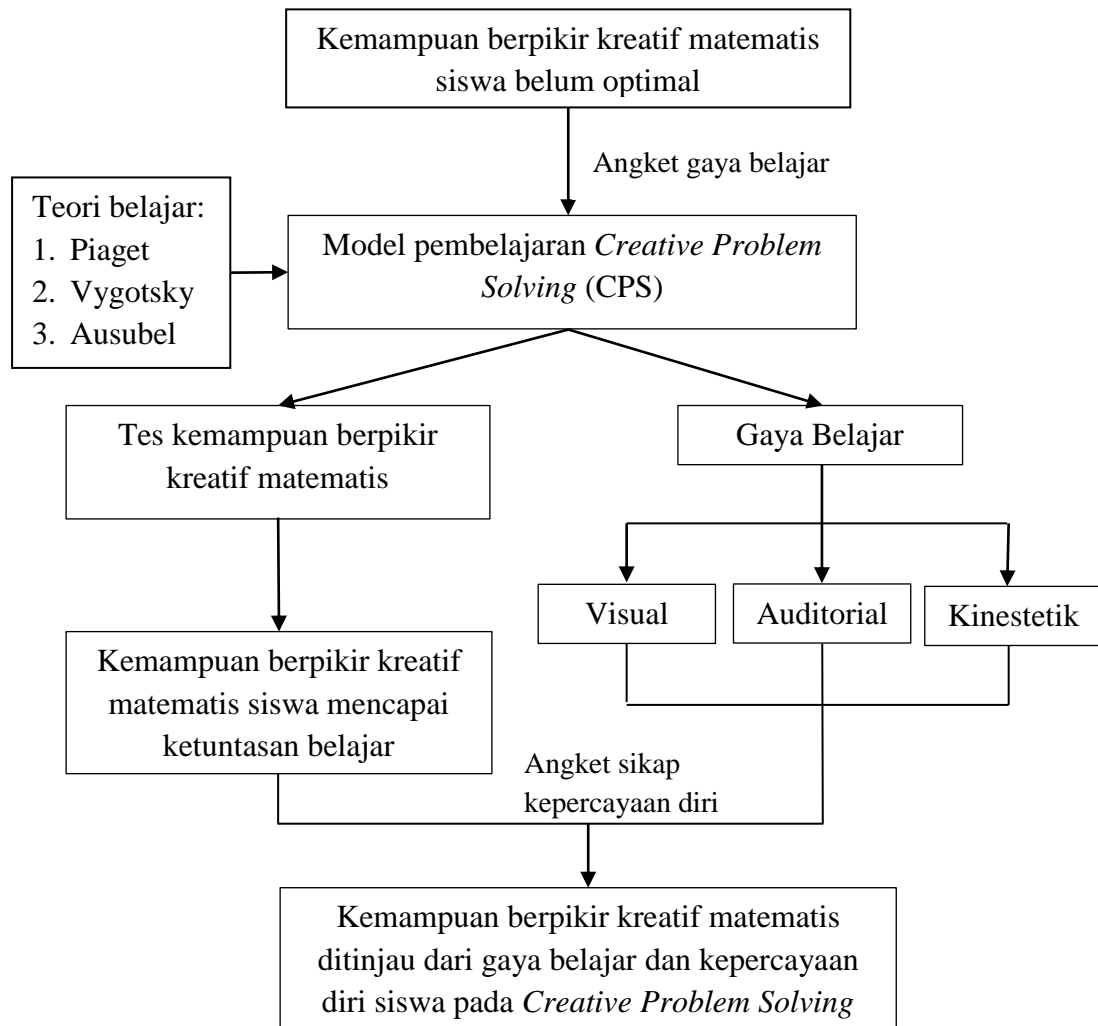 Kemampuan berpikir kreatif matematis
siswa belum optimal
Angket gaya belajar
Teori belajar:
1. Piaget
2. Vygotsky
3. Ausubel
Model pembelajaran Creative Problem
Solving (CPS)
Tes kemampuan berpikir
kreatif matematis
Gaya Belajar
Visual
Auditorial
Kinestetik
Kemampuan berpikir kreatif
matematis siswa mencapai
ketuntasan belajar
Angket sikap
kepercayaan diri
Kemampuan berpikir kreatif matematis
ditinjau dari gaya belajar dan kepercayaan
diri siswa pada Creative Problem Solving